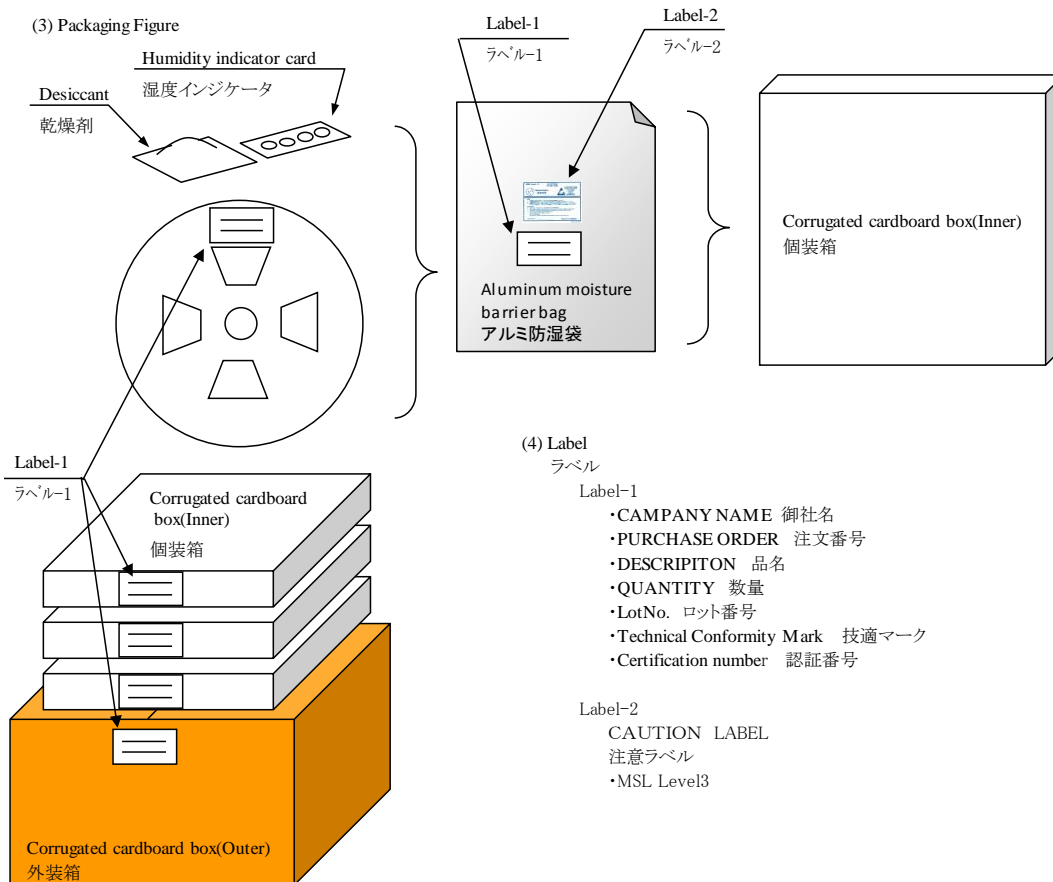 (3) Packaging Figure
Label-1
ラベル-1
Label-2
ラベル-2
Humidity indicator card
湿度インジケータ
Desiccant
乾燥剤
Aluminum moisture
barrier bag
アルミ防湿袋
Corrugated cardboard box(Inner)
個装箱
Label-1
ラベル-1
Corrugated cardboard
box(Inner)
個装箱
Corrugated cardboard box(Outer)
外装箱
(4) Label
ラベル
Label-1
・CAMPANY NAME 御社名
・PURCHASE ORDER 注文番号
・DESCRIPITON 品名
・QUANTITY 数量
・LotNo. ロット番号
・Technical Conformity Mark 技適マーク
・Certification number 認証番号
Label-2
CAUTION LABEL
注意ラベル
・MSL Level3